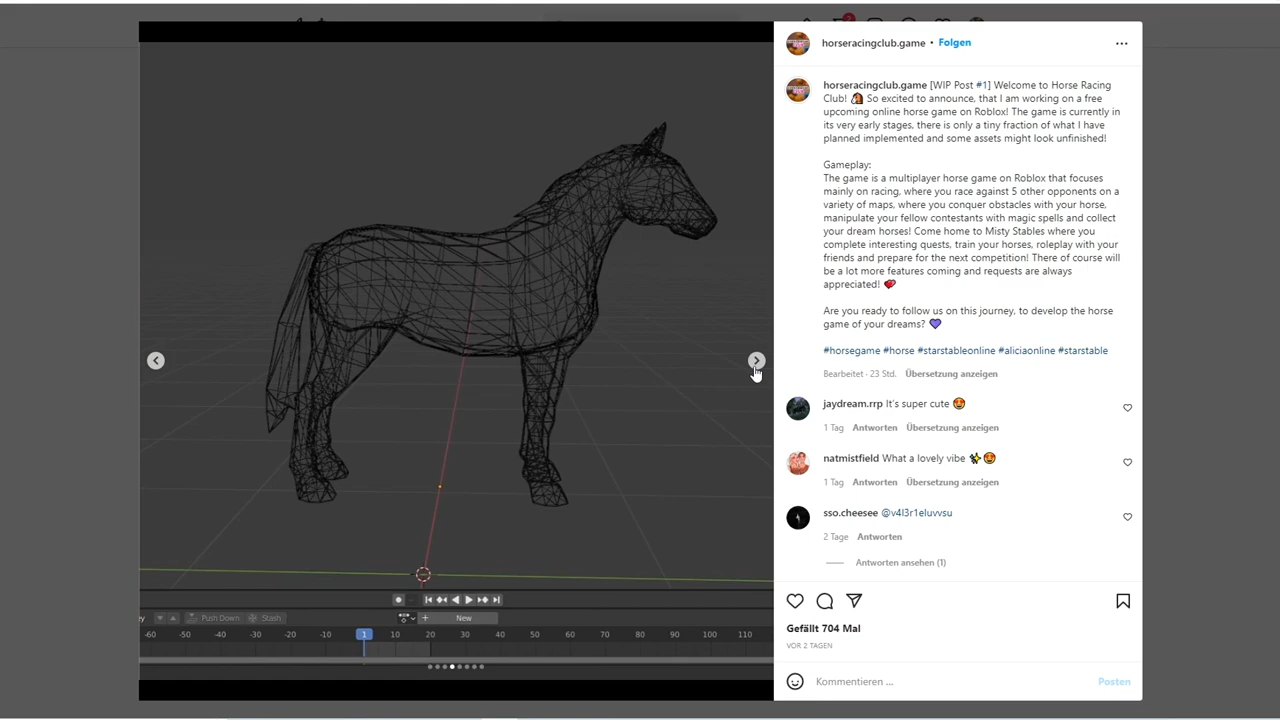 horseracingclub.game • Folgen
horseracingclub.game [WIP Post #1] Welcome to Horse Racing
Club! 🐴 So excited to announce, that I am working on a free
upcoming online horse game on Roblox! The game is currently in
its very early stages, there is only a tiny fraction of what I have
planned implemented and some assets might look unfinished!
Gameplay:
The game is a multiplayer horse game on Roblox that focuses
mainly on racing, where you race against 5 other opponents on a
variety of maps, where you conquer obstacles with your horse,
manipulate your fellow contestants with magic spells and collect
your dream horses! Come home to Misty Stables where you
complete interesting quests, train your horses, roleplay with your
friends and prepare for the next competition! There of course will
be a lot more features coming and requests are always
appreciated! 💕
Are you ready to follow us on this journey, to develop the horse
game of your dreams? 💜
#horsegame #horse #starstableonline #aliciaonline #starstable
Bearbeitet · 23 Std. Übersetzung anzeigen
jaydream.rrp It's super cute 🤩
1 Tag Antworten Übersetzung anzeigen
natmistfield What a lovely vibe ✨🤩
1 Tag Antworten Übersetzung anzeigen
sso.cheesee @v4l3r1eluvvsu
2 Tage Antworten
Antworten ansehen (1)
Gefällt 704 Mal
VOR 2 TAGEN
Kommentieren ...
Posten
Push Down Stash New
-60 -50 -40 -30 -20 -10 1 10 20 30 40 50 60 70 80 90 100 110